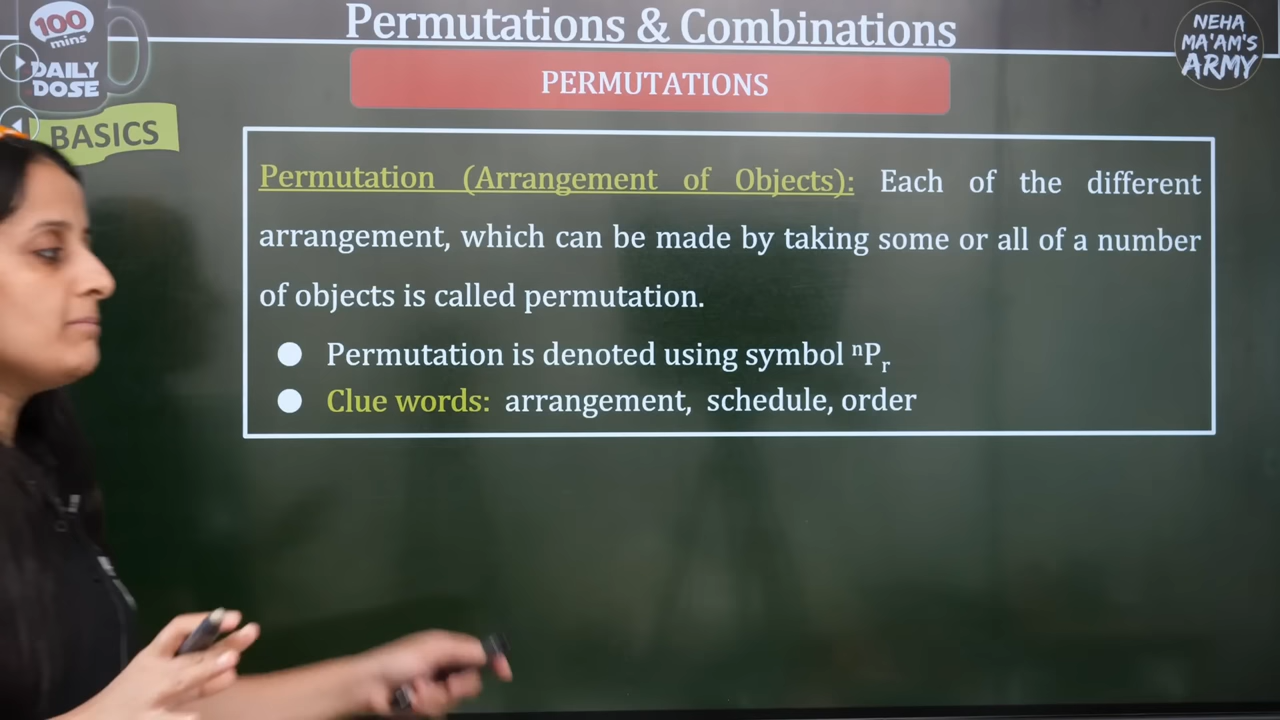 100
mins
DAILY
DOSE
Permutations & Combinations
NEHA
MA'AM'S
ARMY
PERMUTATIONS
BASICS
Permutation (Arrangement of Objects): Each of the different
arrangement, which can be made by taking some or all of a number
of objects is called permutation.
● Permutation is denoted using symbol ⁿPᵣ
● Clue words: arrangement, schedule, order